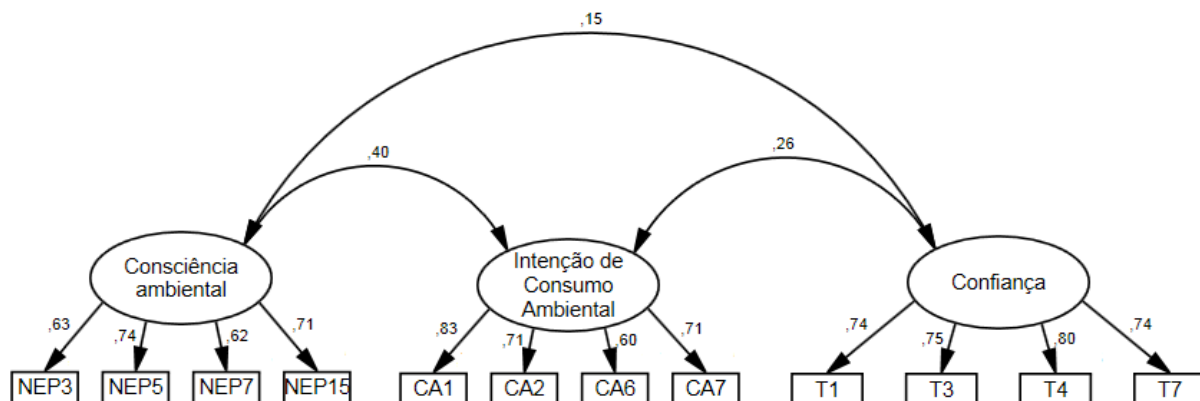 ,15
,40
,26
Consciência
ambiental
Intenção de
Consumo
Ambiental
Confiança
,63
,74
,62
,71
,83
,71
,60
,71
,74
,75
,80
,74
NEP3
NEP5
NEP7
NEP15
CA1
CA2
CA6
CA7
T1
T3
T4
T7